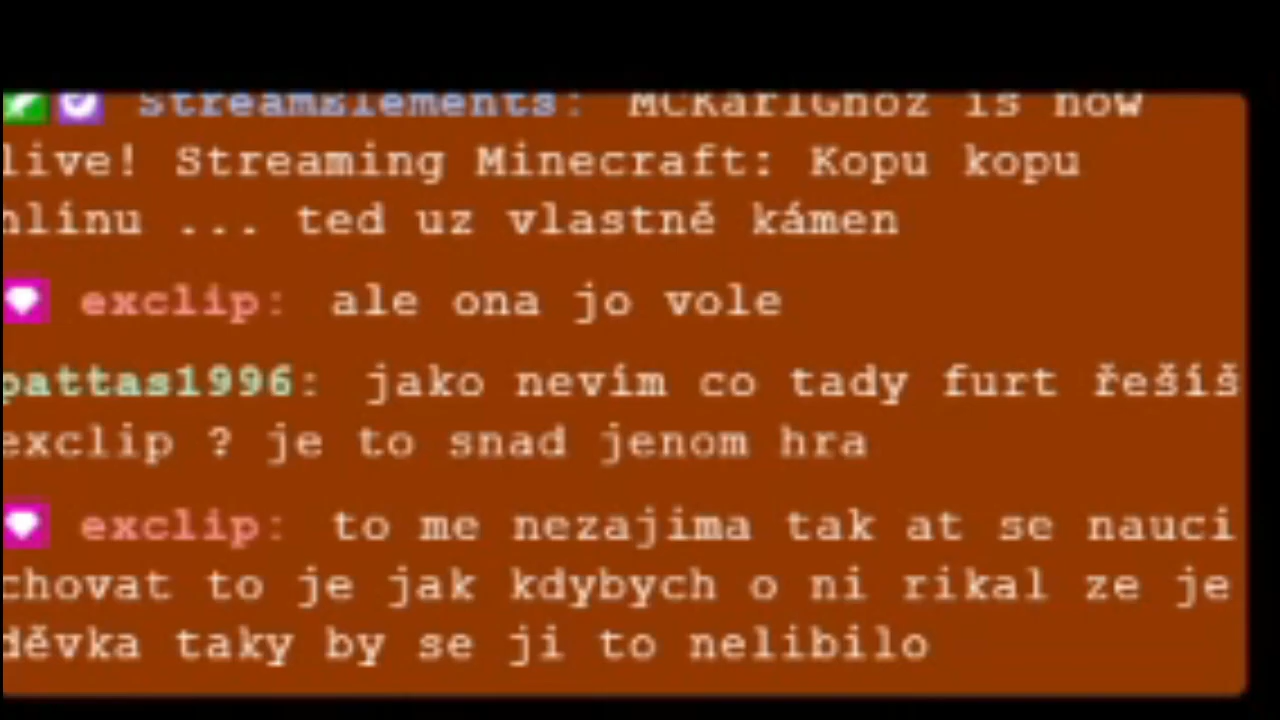 StreamElements: MCKarlGhoz is now
live! Streaming Minecraft: Kopu kopu
hlínu ... ted uz vlastně kámen
exclip: ale ona jo vole
pattas1996: jako nevím co tady furt řešíš
exclip ? je to snad jenom hra
exclip: to me nezajima tak at se nauci
chovat to je jak kdybych o ni rikal ze je
děvka taky by se ji to nelibilo